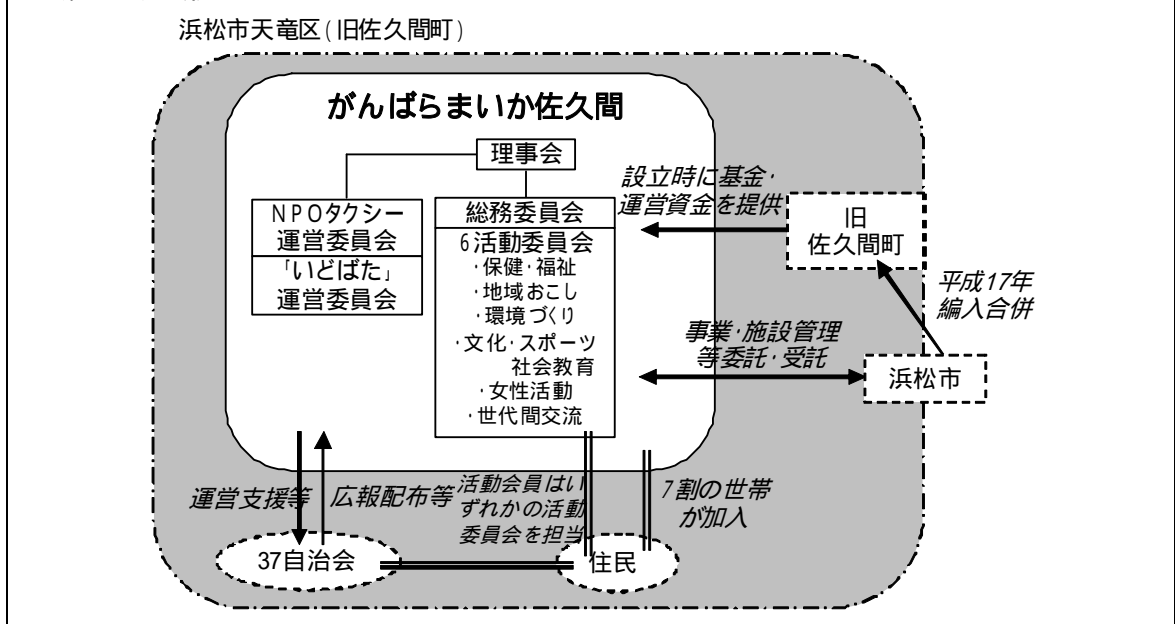 浜松市天竜区(旧佐久間町)
がんばらまいか佐久間
理事会
NPOタクシー
運営委員会
「いどばた」
運営委員会
総務委員会
6活動委員会
・保健・福祉
・地域おこし
・環境づくり
・文化・スポーツ
社会教育
・女性活動
・世代間交流
設立時に基金・
運営資金を提供
旧
佐久間町
平成17年
編入合併
事業・施設管理
等委託・受託
浜松市
運営支援等
広報配布等
活動会員はい
ずれかの活動
委員会を担当
7割の世帯
が加入
37自治会
住民